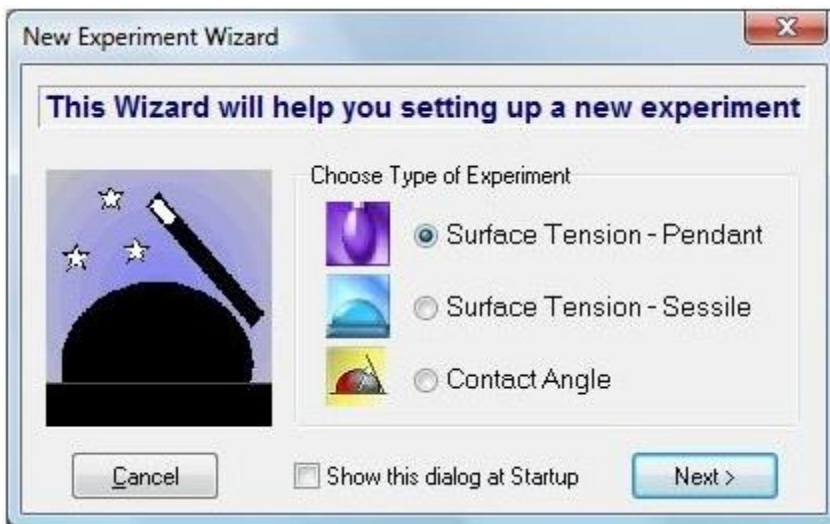 New Experiment Wizard
This Wizard will help you setting up a new experiment
Choose Type of Experiment
Surface Tension - Pendant
Surface Tension - Sessile
Contact Angle
Cancel
Show this dialog at Startup
Next >